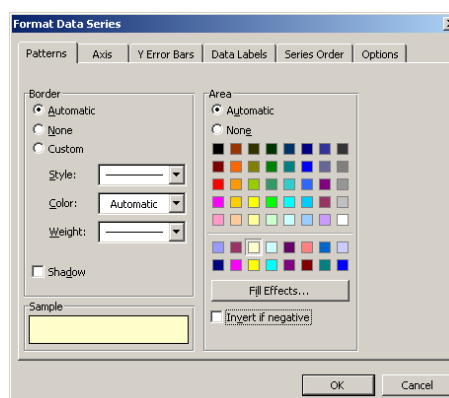 Format Data Series
Patterns Axis Y Error Bars Data Labels Series Order Options
Border
Automatic
None
Custom
Style:
Color: Automatic
Weight:
Shadow
Sample
Area
Automatic
None
Fill Effects...
Invert if negative
OK Cancel